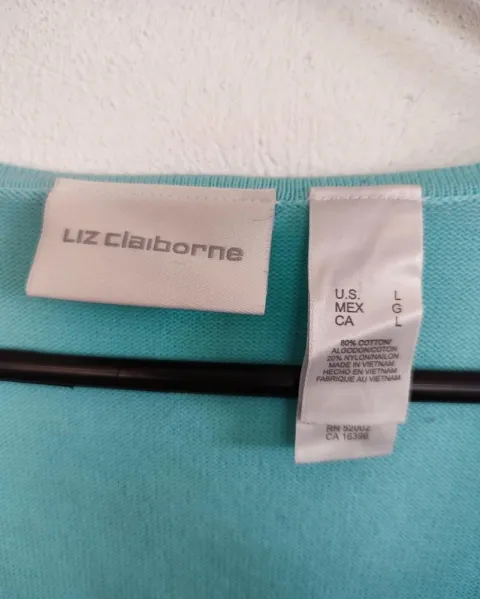 LIZ claiborne
U.S. L
MEX G
CA L
80% COTTON/
ALGODON/COTON
20% NYLON/NAILON
MADE IN VIETNAM
HECHO EN VIETNAM
FABRIQUE AU VIETNAM
RN 52002
CA 16396